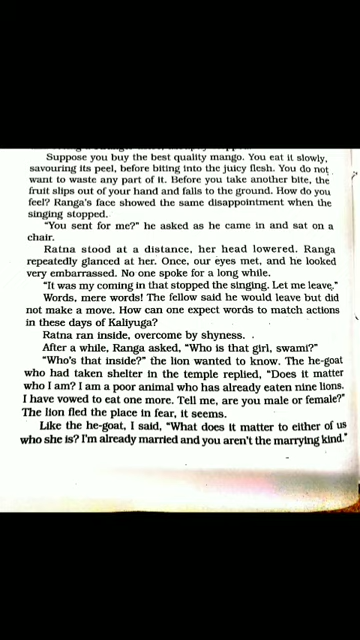 Suppose you buy the best quality mango. You eat it slowly,
savouring its peel, before biting into the juicy flesh. You do not
want to waste any part of it. Before you take another bite, the
fruit slips out of your hand and falls to the ground. How do you
feel? Ranga's face showed the same disappointment when the
singing stopped.
"You sent for me?" he asked as he came in and sat on a
chair.
Ratna stood at a distance, her head lowered. Ranga
repeatedly glanced at her. Once, our eyes met, and he looked
very embarrassed. No one spoke for a long while.
"It was my coming in that stopped the singing. Let me leave."
Words, mere words! The fellow said he would leave but did
not make a move. How can one expect words to match actions
in these days of Kaliyuga?
Ratna ran inside, overcome by shyness.
After a while, Ranga asked, "Who is that girl, swami?"
"Who's that inside?" the lion wanted to know. The he-goat
who had taken shelter in the temple replied, "Does it matter
who I am? I am a poor animal who has already eaten nine lions.
I have vowed to eat one more. Tell me, are you male or female?"
The lion fled the place in fear, it seems.
Like the he-goat, I said, "What does it matter to either of us
who she is? I'm already married and you aren't the marrying kind."